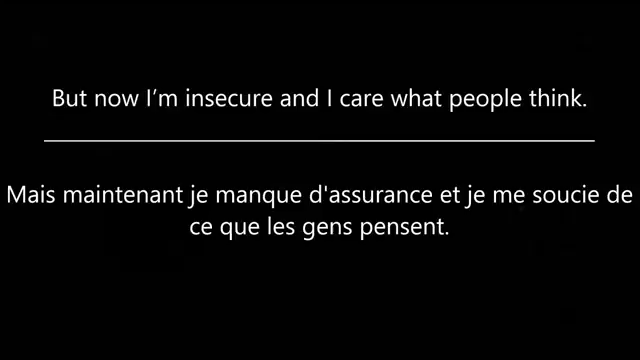 But now I’m insecure and I care what people think.
Mais maintenant je manque d'assurance et je me soucie de
ce que les gens pensent.